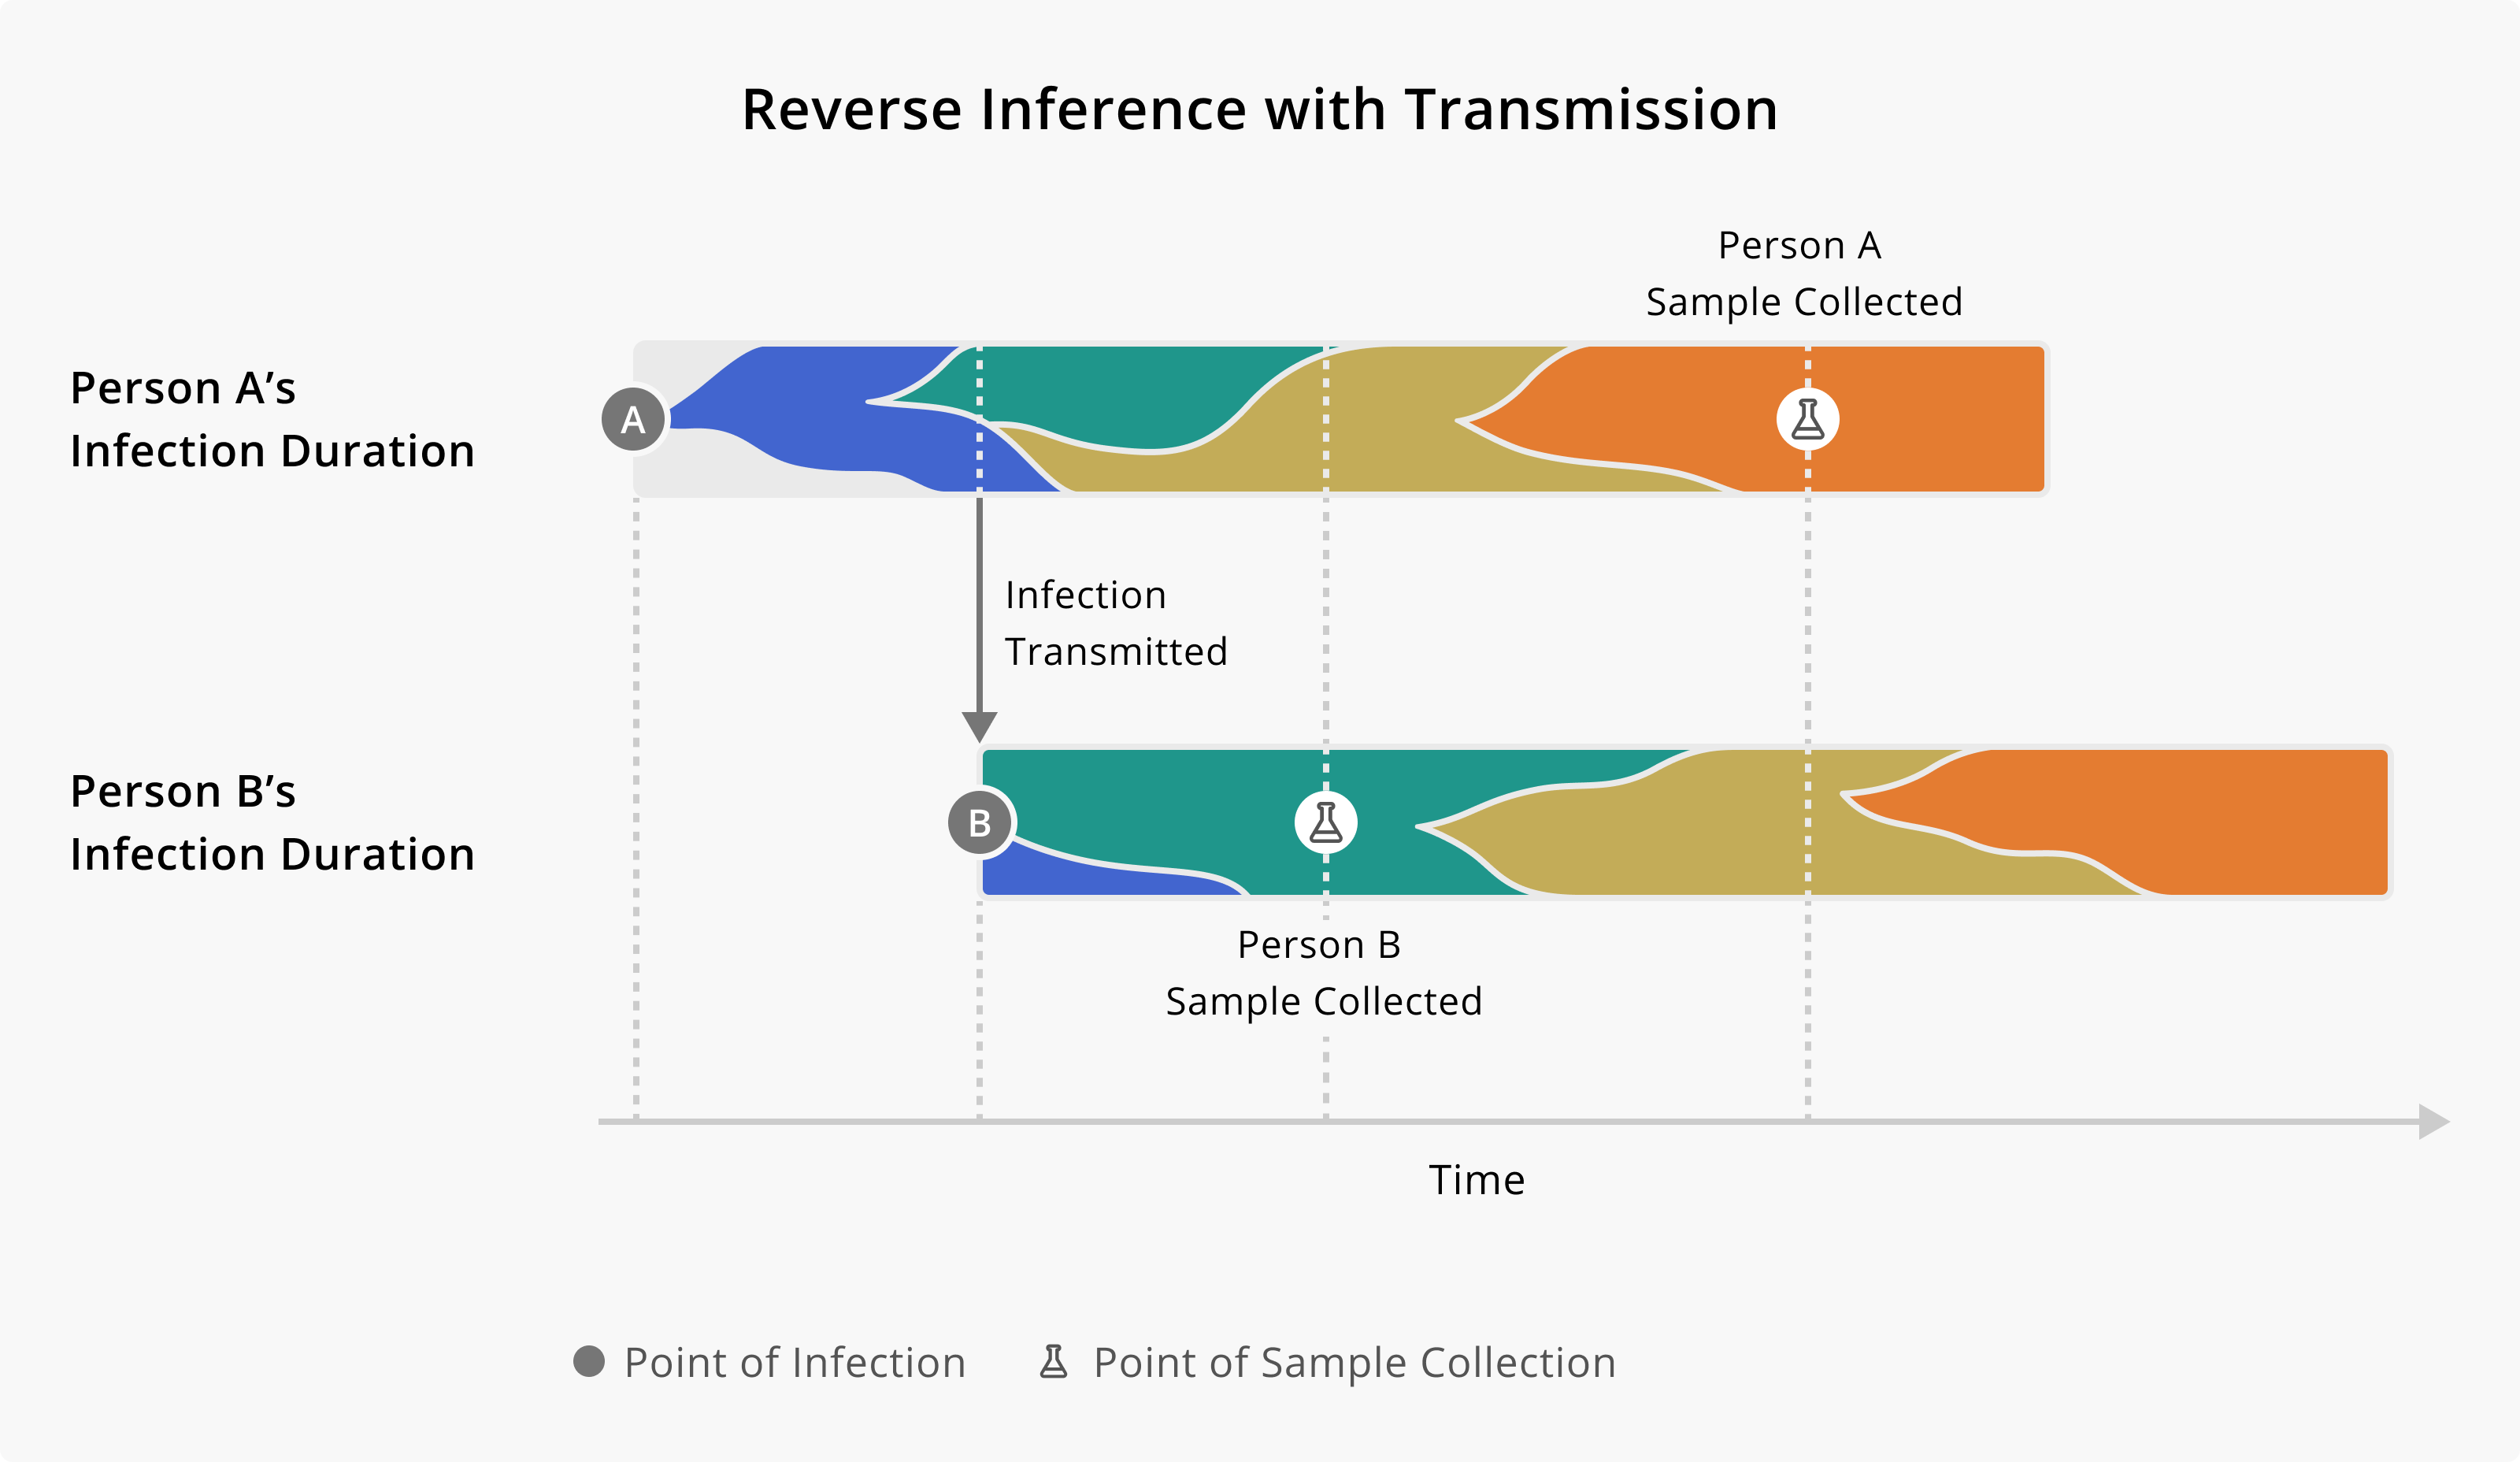 Reverse Inference with Transmission
Person A
Sample Collected
Person A’s
Infection Duration
A
Infection
Transmitted
Person B’s
Infection Duration
B
Person B
Sample Collected
Time
Point of Infection
Point of Sample Collection